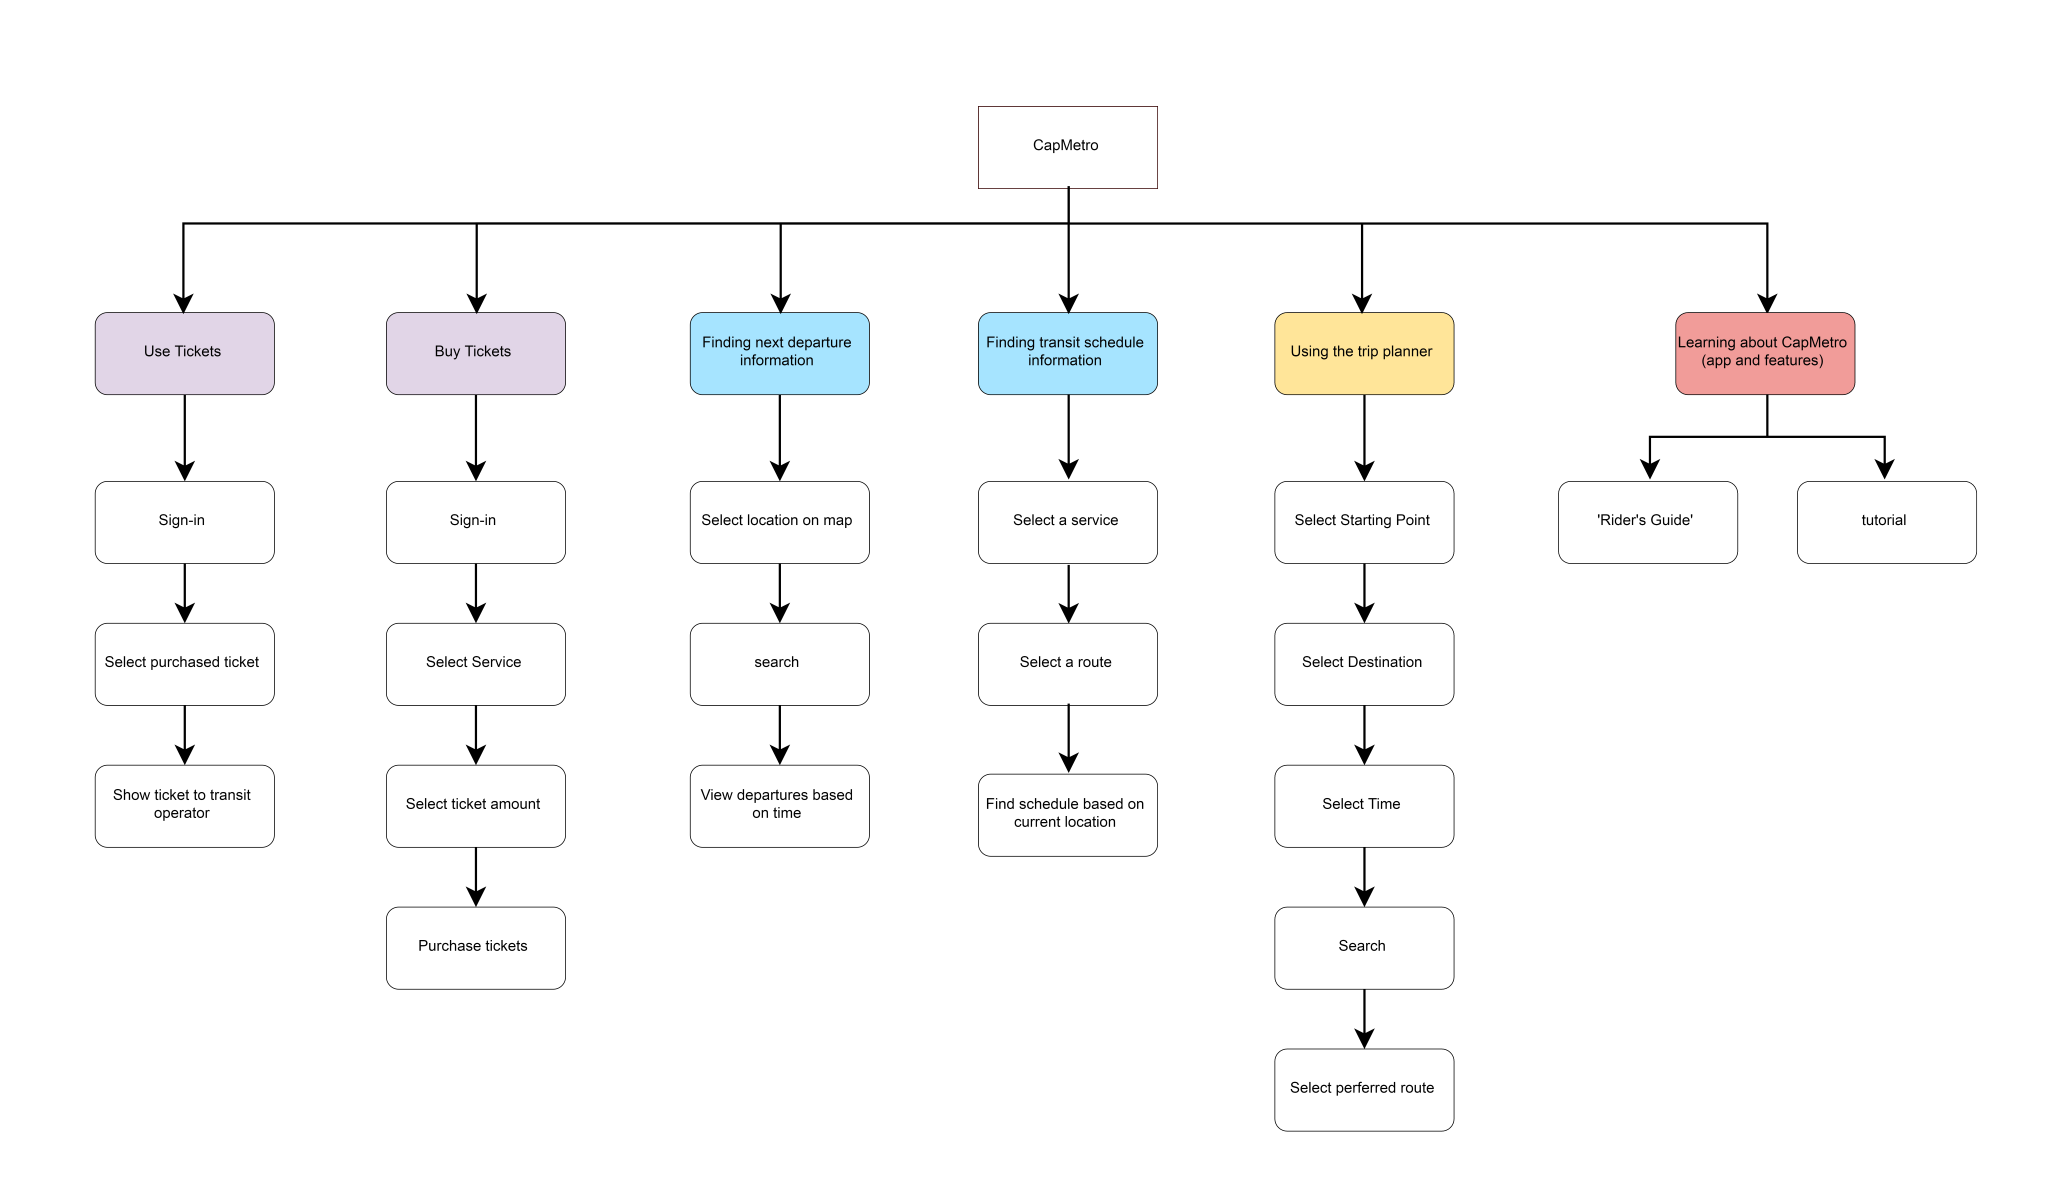 CapMetro
Use Tickets
Buy Tickets
Finding next departure
information
Finding transit schedule
information
Using the trip planner
Learning about CapMetro
(app and features)
Sign-in
Sign-in
Select location on map
Select a service
Select Starting Point
'Rider's Guide'
tutorial
Select purchased ticket
Select Service
search
Select a route
Select Destination
Show ticket to transit
operator
Select ticket amount
View departures based
on time
Find schedule based on
current location
Select Time
Purchase tickets
Search
Select perferred route